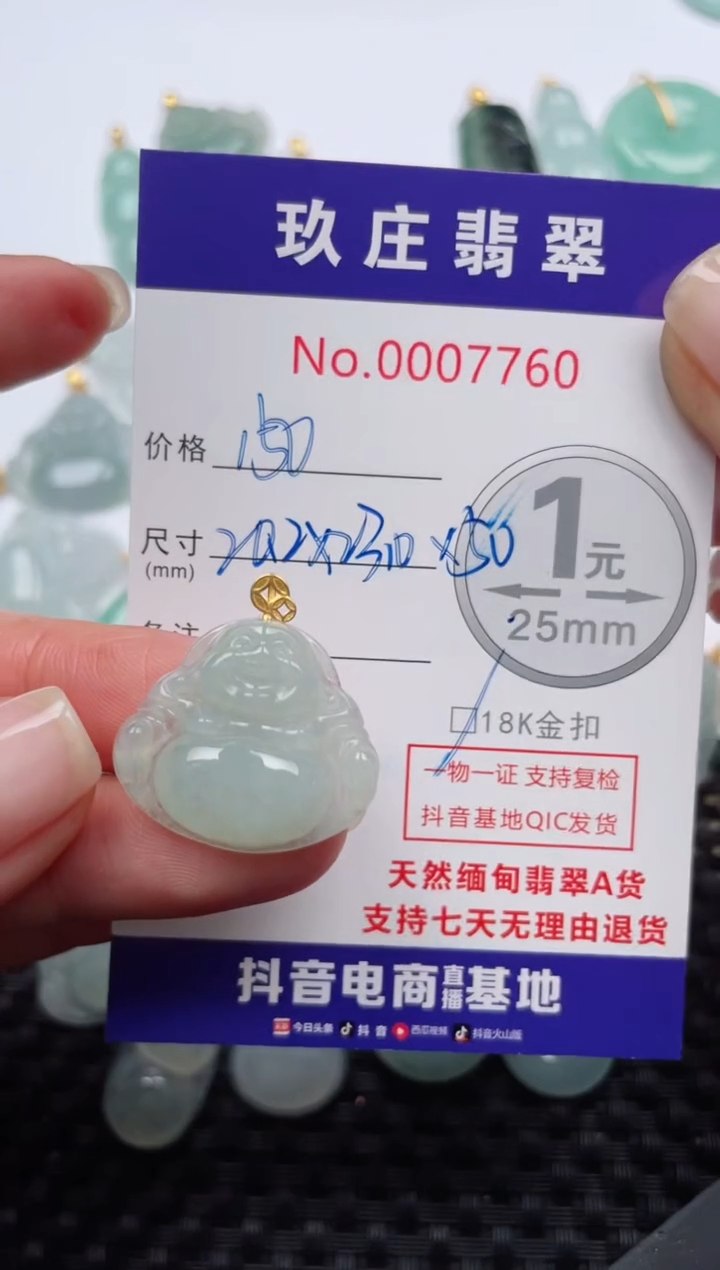 玖庄翡翠
No.0007760
价格 150
尺寸
(mm)
1元
25mm
备注
□18K金扣
一物一证 支持复检
抖音基地QIC发货
天然缅甸翡翠A货
支持七天无理由退货
抖音电商直播基地
今日头条 抖音 西瓜视频 抖音火山版